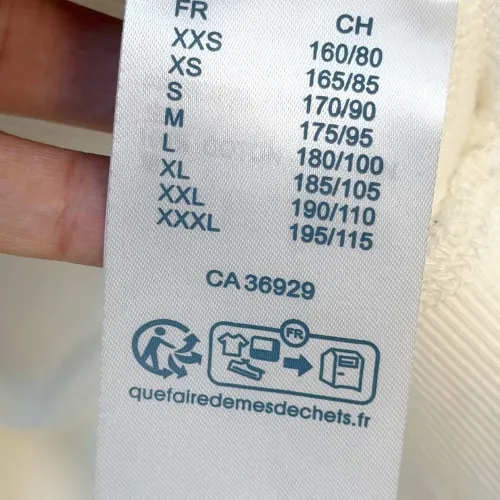 FR CH
XXS 160/80
XS 165/85
S 170/90
M 175/95
L 180/100
XL 185/105
XXL 190/110
XXXL 195/115
CA 36929
FR
quefairedemesdechets.fr